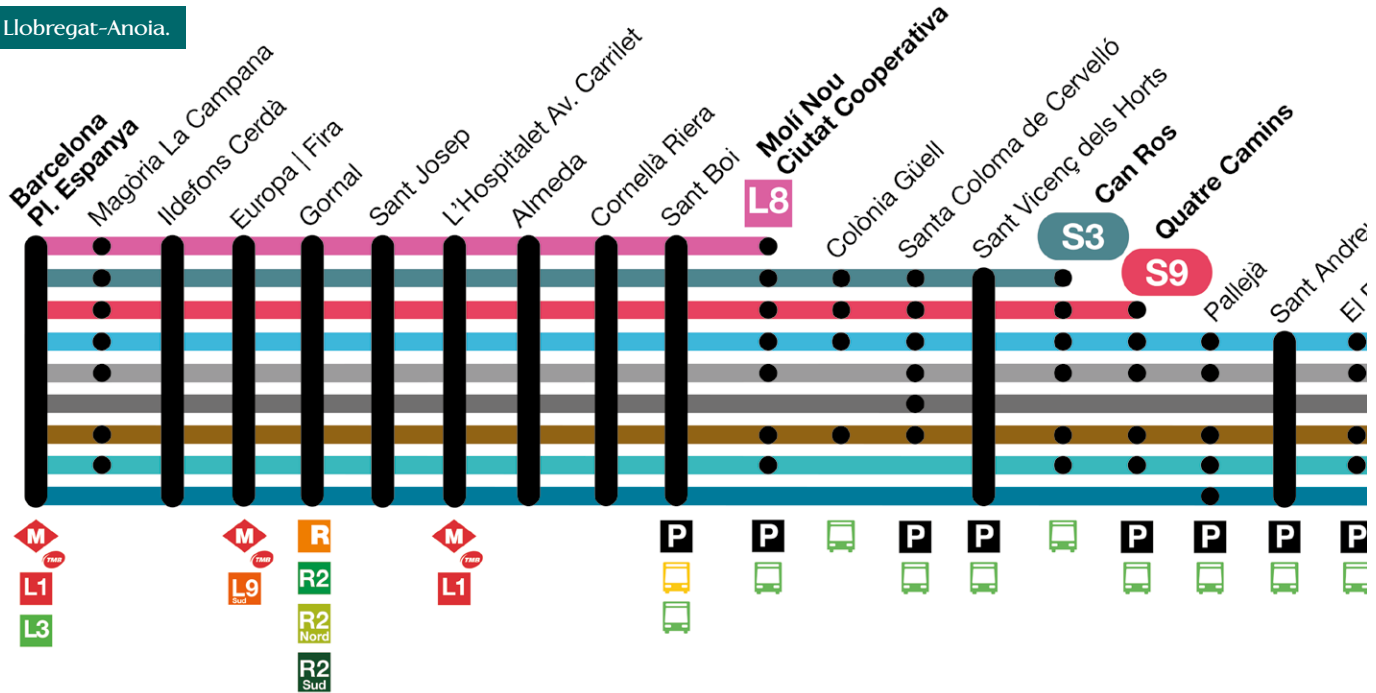 Llobregat-Anoia.
Barcelona
Pl. Espanya
Magòria La Campana
Ildefons Cerdà
Europa | Fira
Gornal
Sant Josep
L'Hospitalet Av. Carrilet
Almeda
Cornellà Riera
Sant Boi
Molí Nou
Ciutat Cooperativa
L8
Colònia Güell
Santa Coloma de Cervelló
Sant Vicenç dels Horts
Can Ros
S3
Quatre Camins
S9
Pallejà
Sant Andreu
El
M
TMB
L1
L3
M
TMB
L9
Sud
R
R2
R2
Nord
R2
Sud
M
TMB
L1
P
P
P
P
P
P
P
P